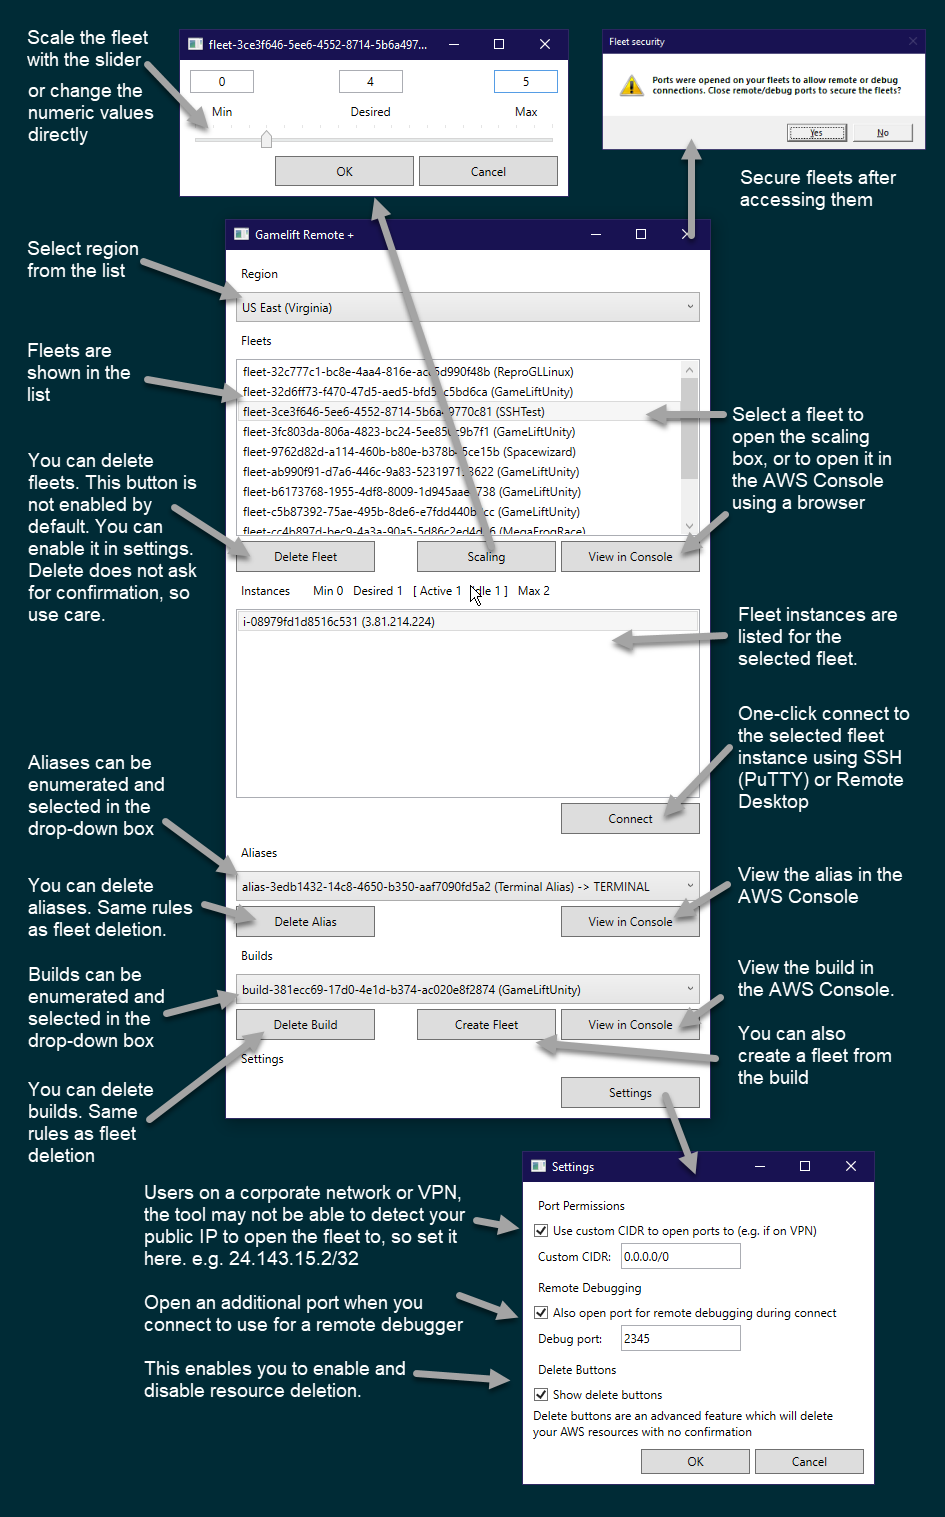 Scale the fleet
with the slider
or change the
numeric values
directly
fleet-3ce3f646-5ee6-4552-8714-5b6a497...
0
4
5
Min
Desired
Max
OK
Cancel
Fleet security
Ports were opened on your fleets to allow remote or debug
connections. Close remote/debug ports to secure the fleets?
Yes
No
Secure fleets after
accessing them
Select region
from the list
Gamelift Remote +
Region
US East (Virginia)
Fleets are
shown in the
list
Fleets
fleet-32c777c1-bc8e-4aa4-816e-ac 5d990f48b (ReproGLLinux)
fleet-32d6ff73-f470-47d5-aed5-bfd5 c5bd6ca (GameLiftUnity)
fleet-3ce3f646-5ee6-4552-8714-5b6a49770c81 (SSHTest)
fleet-3fc803da-806a-4823-bc24-5ee85 c9b7f1 (GameLiftUnity)
fleet-9762d82d-a114-460b-b80e-b378b 5ce15b (Spacewizard)
fleet-ab990f91-d7a6-446c-9a83-5231971 3622 (GameLiftUnity)
fleet-b6173768-1955-4df8-8009-1d945aae 738 (GameLiftUnity)
fleet-c5b87392-75ae-495b-8de6-e7fdd440b cc (GameLiftUnity)
fleet-cc4b897d-bec9-4a3a-90a5-5d86c2ed4d 6 (MegaFrogRace)
Select a fleet to
open the scaling
box, or to open it in
the AWS Console
using a browser
You can delete
fleets. This button is
not enabled by
default. You can
enable it in settings.
Delete does not ask
for confirmation, so
use care.
Delete Fleet
Scaling
View in Console
Instances Min 0 Desired 1 [ Active 1 Idle 1 ] Max 2
i-08979fd1d8516c531 (3.81.214.224)
Fleet instances are
listed for the
selected fleet.
One-click connect to
the selected fleet
instance using SSH
(PuTTY) or Remote
Desktop
Connect
Aliases can be
enumerated and
selected in the
drop-down box
Aliases
alias-3edb1432-14c8-4650-b350-aaf7090fd5a2 (Terminal Alias) -> TERMINAL
You can delete
aliases. Same rules
as fleet deletion.
Delete Alias
View in Console
View the alias in the
AWS Console
Builds can be
enumerated and
selected in the
drop-down box
Builds
build-381ecc69-17d0-4e1d-b374-ac020e8f2874 (GameLiftUnity)
Delete Build
Create Fleet
View in Console
View the build in
the AWS Console.
You can also
create a fleet from
the build
You can delete
builds. Same
rules as fleet
deletion
Settings
Settings
Settings
Users on a corporate network or VPN,
the tool may not be able to detect your
public IP to open the fleet to, so set it
here. e.g. 24.143.15.2/32
Port Permissions
Use custom CIDR to open ports to (e.g. if on VPN)
Custom CIDR: 0.0.0.0/0
Open an additional port when you
connect to use for a remote debugger
Remote Debugging
Also open port for remote debugging during connect
Debug port: 2345
This enables you to enable and
disable resource deletion.
Delete Buttons
Show delete buttons
Delete buttons are an advanced feature which will delete
your AWS resources with no confirmation
OK
Cancel